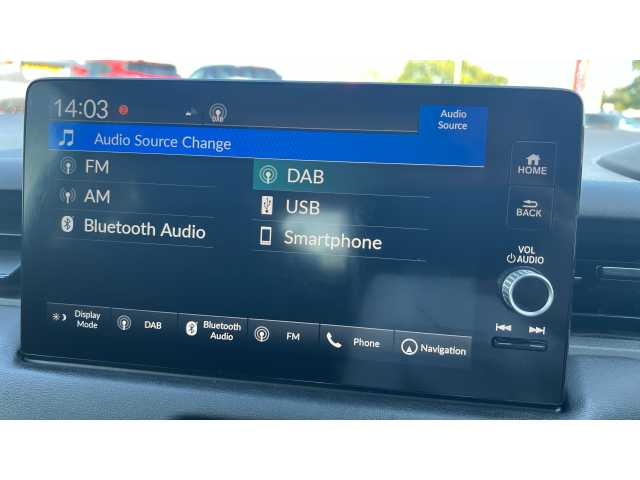 14:03
DAB
Audio
Source
Audio Source Change
FM
DAB
AM
USB
Bluetooth Audio
Smartphone
HOME
BACK
VOL
AUDIO
Display
Mode
DAB
Bluetooth
Audio
FM
Phone
Navigation